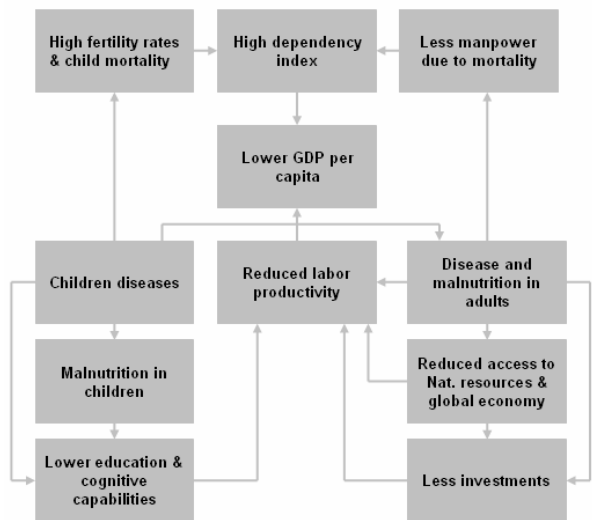 High fertility rates
& child mortality
High dependency
index
Less manpower
due to mortality
Lower GDP per
capita
Children diseases
Reduced labor
productivity
Disease and
malnutrition in
adults
Malnutrition in
children
Reduced access to
Nat. resources &
global economy
Lower education &
cognitive
capabilities
Less investments